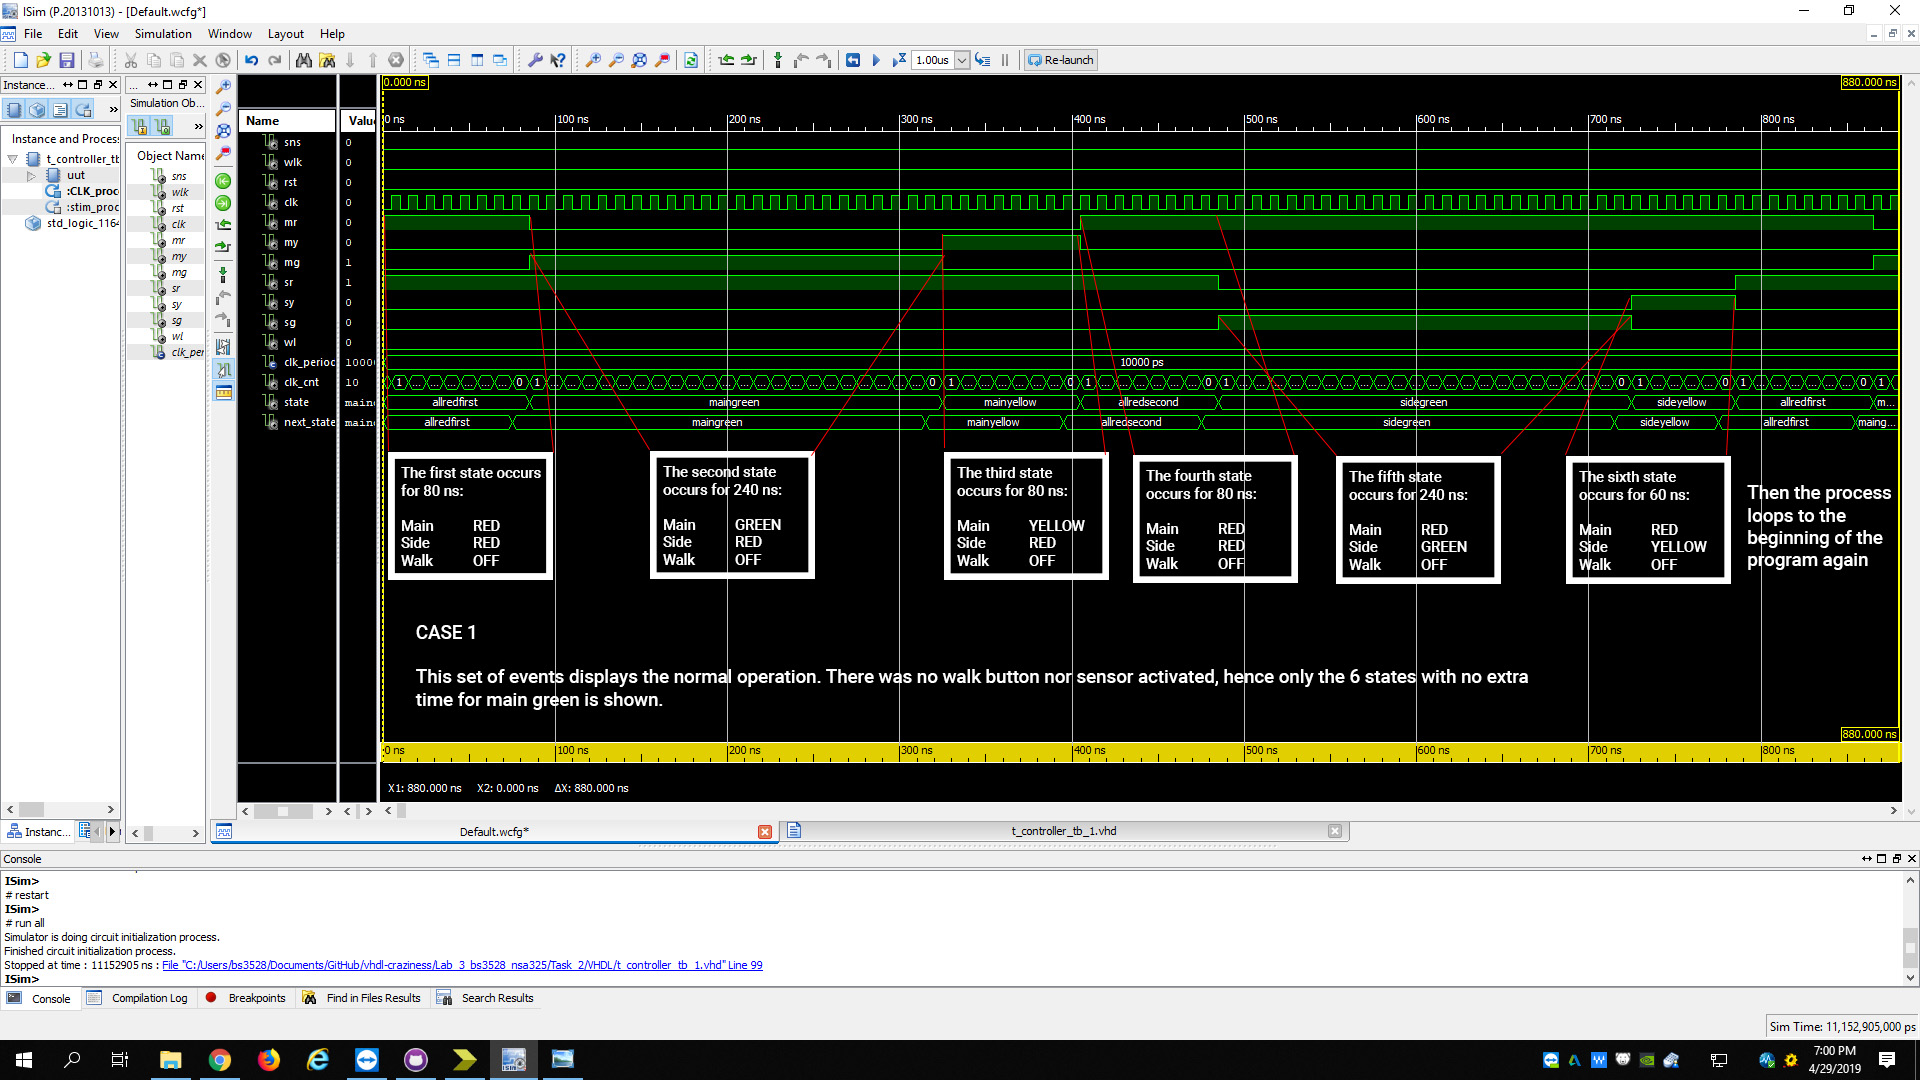 ISim (P.20131013) - [Default.wcfg*]
File Edit View Simulation Window Layout Help
1.00us Re-launch
Instance...
Instance and Process
t_controller_tb
uut
:CLK_proc
:stim_proc
std_logic_1164
...
Simulation Ob...
Object Name
sns
wlk
rst
clk
mr
my
mg
sr
sy
sg
wl
clk_per
Name Value
sns 0
wlk 0
rst 0
clk 0
mr 0
my 0
mg 1
sr 1
sy 0
sg 0
wl 0
clk_period 10000
clk_cnt 10
state main
next_state main
0.000 ns 880.000 ns
0 ns 100 ns 200 ns 300 ns 400 ns 500 ns 600 ns 700 ns 800 ns
10000 ps
1 0 1 0 1 0 1 0 1 0 1 0 1 0 1
allredfirst maingreen mainyellow allredsecond sidegreen sideyellow allredfirst m...
allredfirst maingreen mainyellow allredsecond sidegreen sideyellow allredfirst maing...
The first state occurs
for 80 ns:
Main RED
Side RED
Walk OFF
The second state
occurs for 240 ns:
Main GREEN
Side RED
Walk OFF
The third state
occurs for 80 ns:
Main YELLOW
Side RED
Walk OFF
The fourth state
occurs for 80 ns:
Main RED
Side RED
Walk OFF
The fifth state
occurs for 240 ns:
Main RED
Side GREEN
Walk OFF
The sixth state
occurs for 60 ns:
Main RED
Side YELLOW
Walk OFF
Then the process
loops to the
beginning of the
program again
CASE 1
This set of events displays the normal operation. There was no walk button nor sensor activated, hence only the 6 states with no extra
time for main green is shown.
880.000 ns
0 ns 100 ns 200 ns 300 ns 400 ns 500 ns 600 ns 700 ns 800 ns
X1: 880.000 ns X2: 0.000 ns ΔX: 880.000 ns
Instanc...
Default.wcfg* t_controller_tb_1.vhd
Console
ISim>
# restart
ISim>
# run all
Simulator is doing circuit initialization process.
Finished circuit initialization process.
Stopped at time : 11152905 ns : File "C:/Users/bs3528/Documents/GitHub/vhdl-craziness/Lab_3_bs3528_nsa325/Task_2/VHDL/t_controller_tb_1.vhd" Line 99
ISim>
Console Compilation Log Breakpoints Find in Files Results Search Results
Sim Time: 11,152,905,000 ps
7:00 PM
4/29/2019